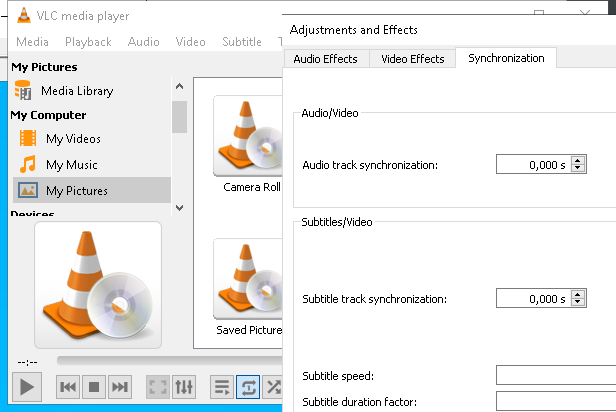 VLC media player
Media Playback Audio Video Subtitle
My Pictures
Media Library
My Computer
My Videos
My Music
My Pictures
Devices
Camera Roll
Saved Picture
--:--
Adjustments and Effects
Audio Effects Video Effects Synchronization
Audio/Video
Audio track synchronization: 0,000 s
Subtitles/Video
Subtitle track synchronization: 0,000 s
Subtitle speed:
Subtitle duration factor: